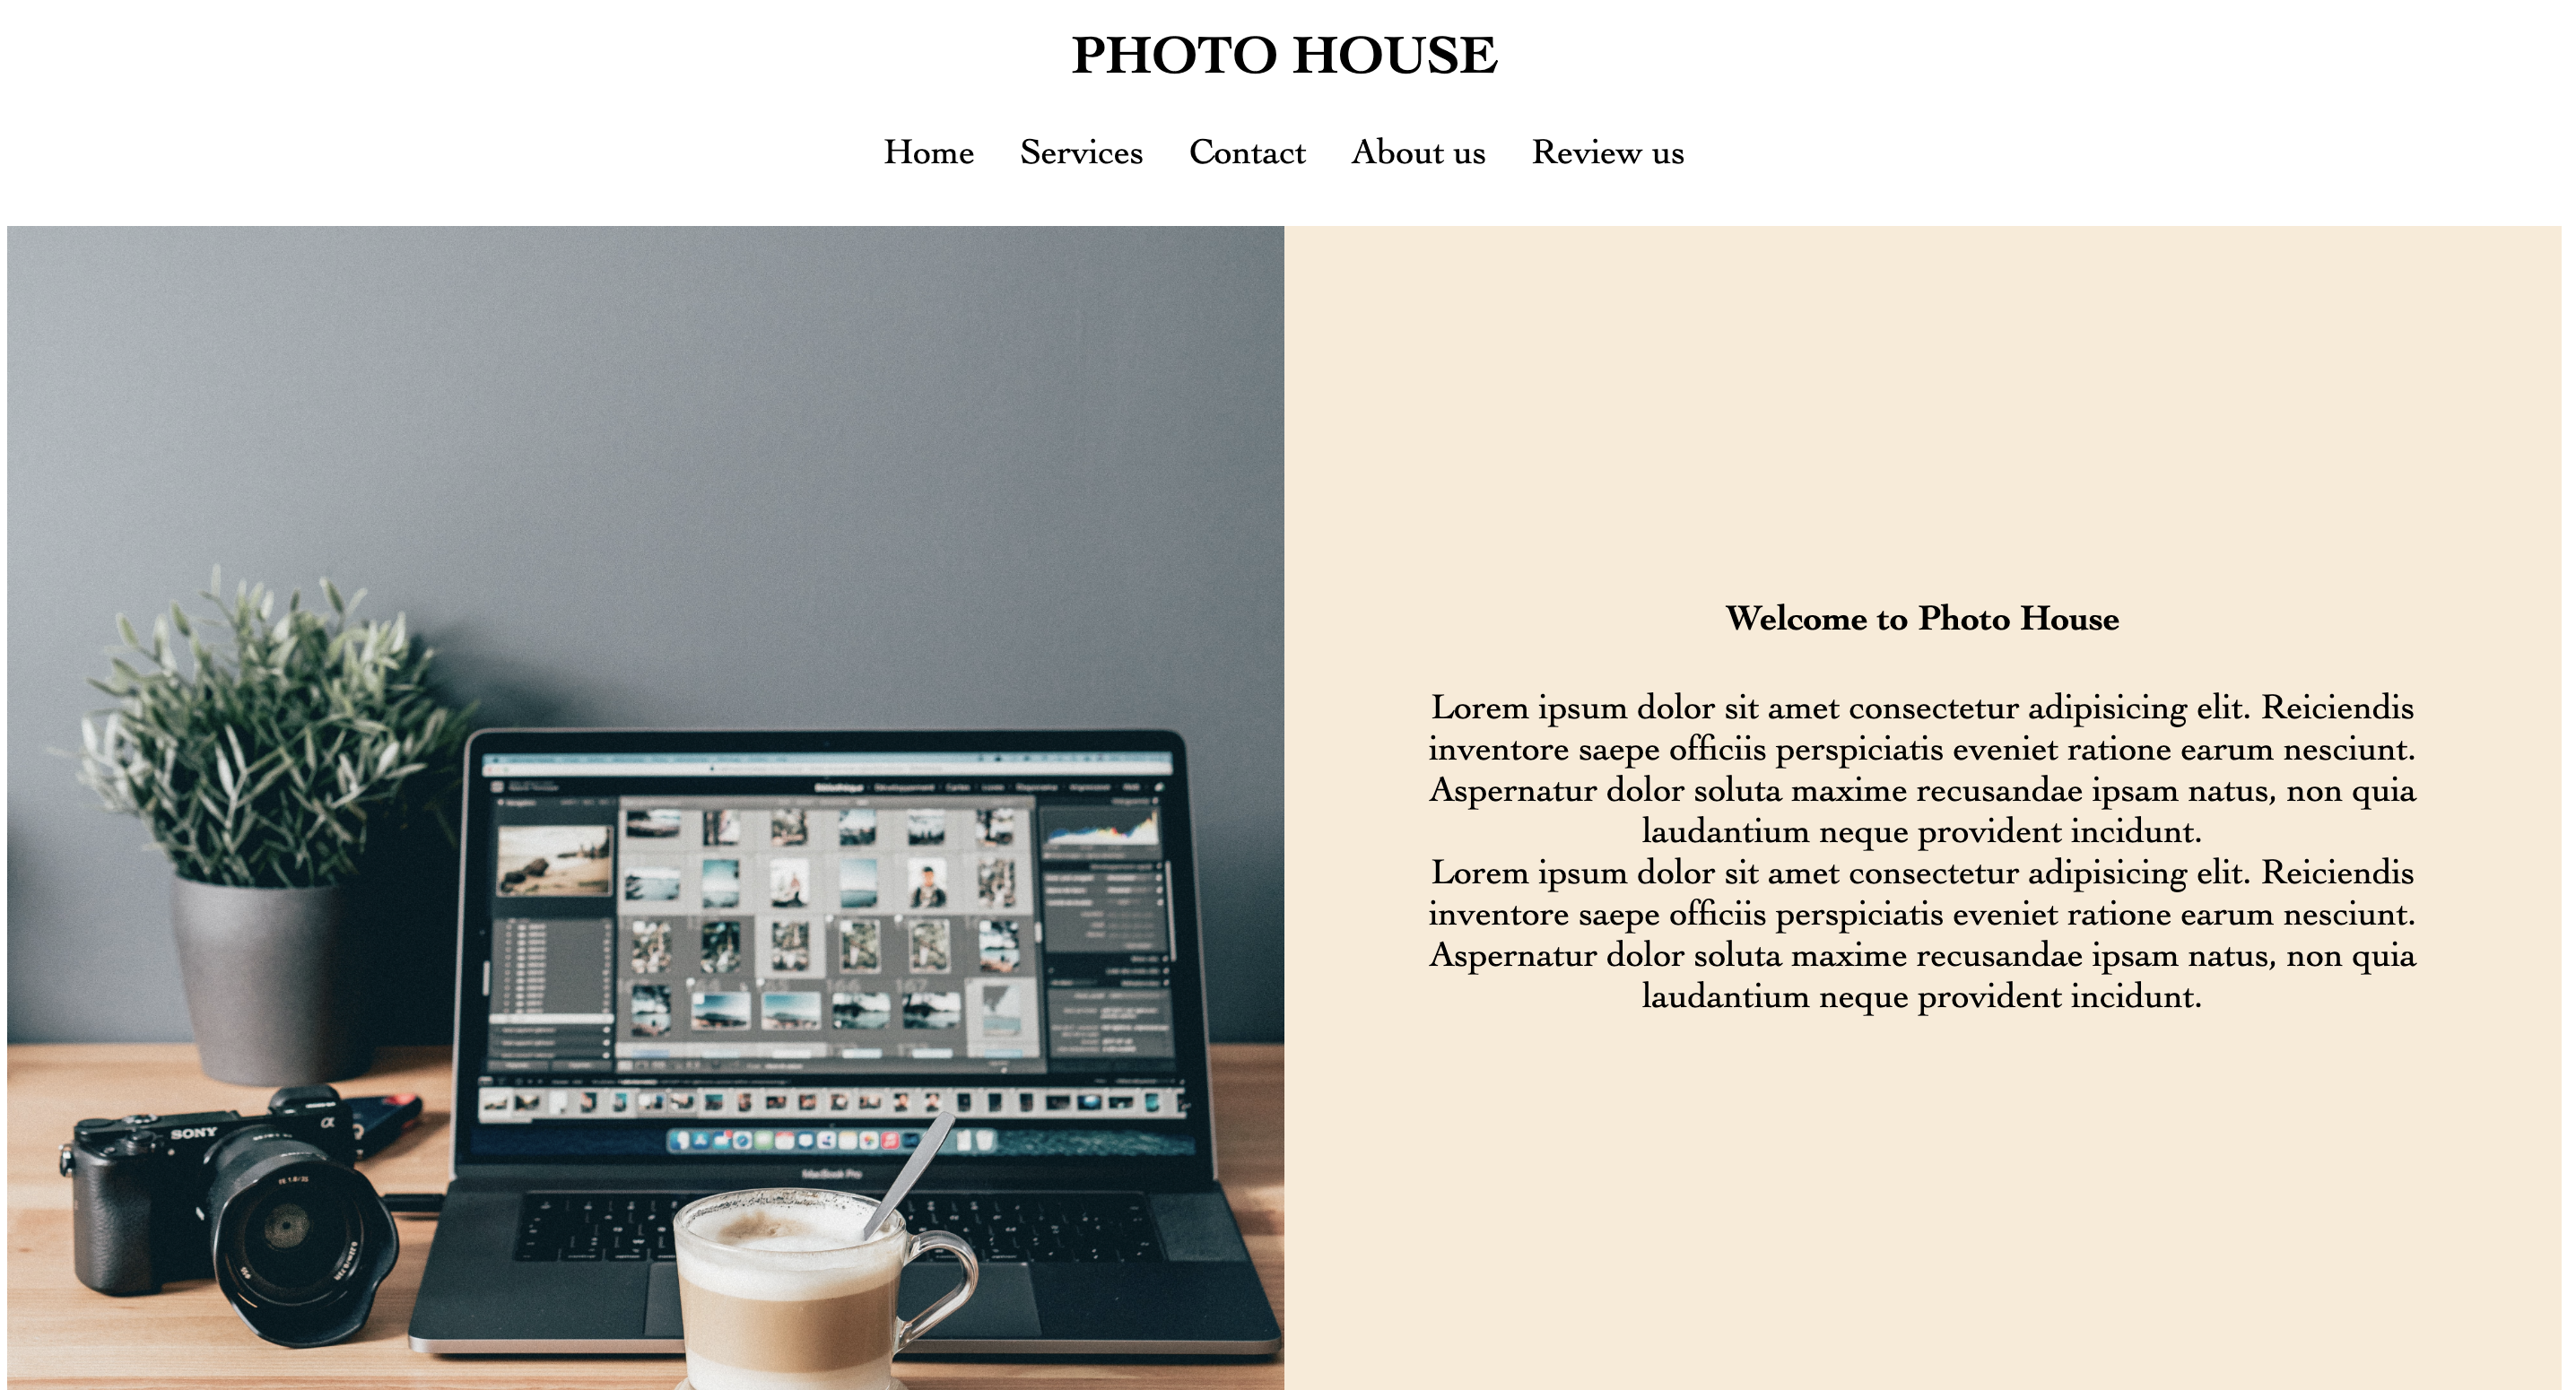 PHOTO HOUSE
Home Services Contact About us Review us
Welcome to Photo House
Lorem ipsum dolor sit amet consectetur adipisicing elit. Reiciendis
inventore saepe officiis perspiciatis eveniet ratione earum nesciunt.
Aspernatur dolor soluta maxime recusandae ipsam natus, non quia
laudantium neque provident incidunt.
Lorem ipsum dolor sit amet consectetur adipisicing elit. Reiciendis
inventore saepe officiis perspiciatis eveniet ratione earum nesciunt.
Aspernatur dolor soluta maxime recusandae ipsam natus, non quia
laudantium neque provident incidunt.
SONY
α
MacBook Pro